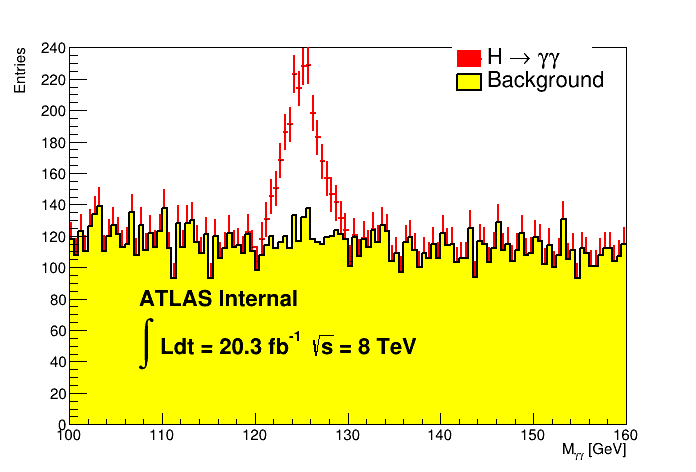 Entries
240
220
200
180
160
140
120
100
80
60
40
20
0
H → γγ
Background
ATLAS Internal
∫ Ldt = 20.3 fb⁻¹ √s = 8 TeV
100 110 120 130 140 150 160
Mγγ [GeV]